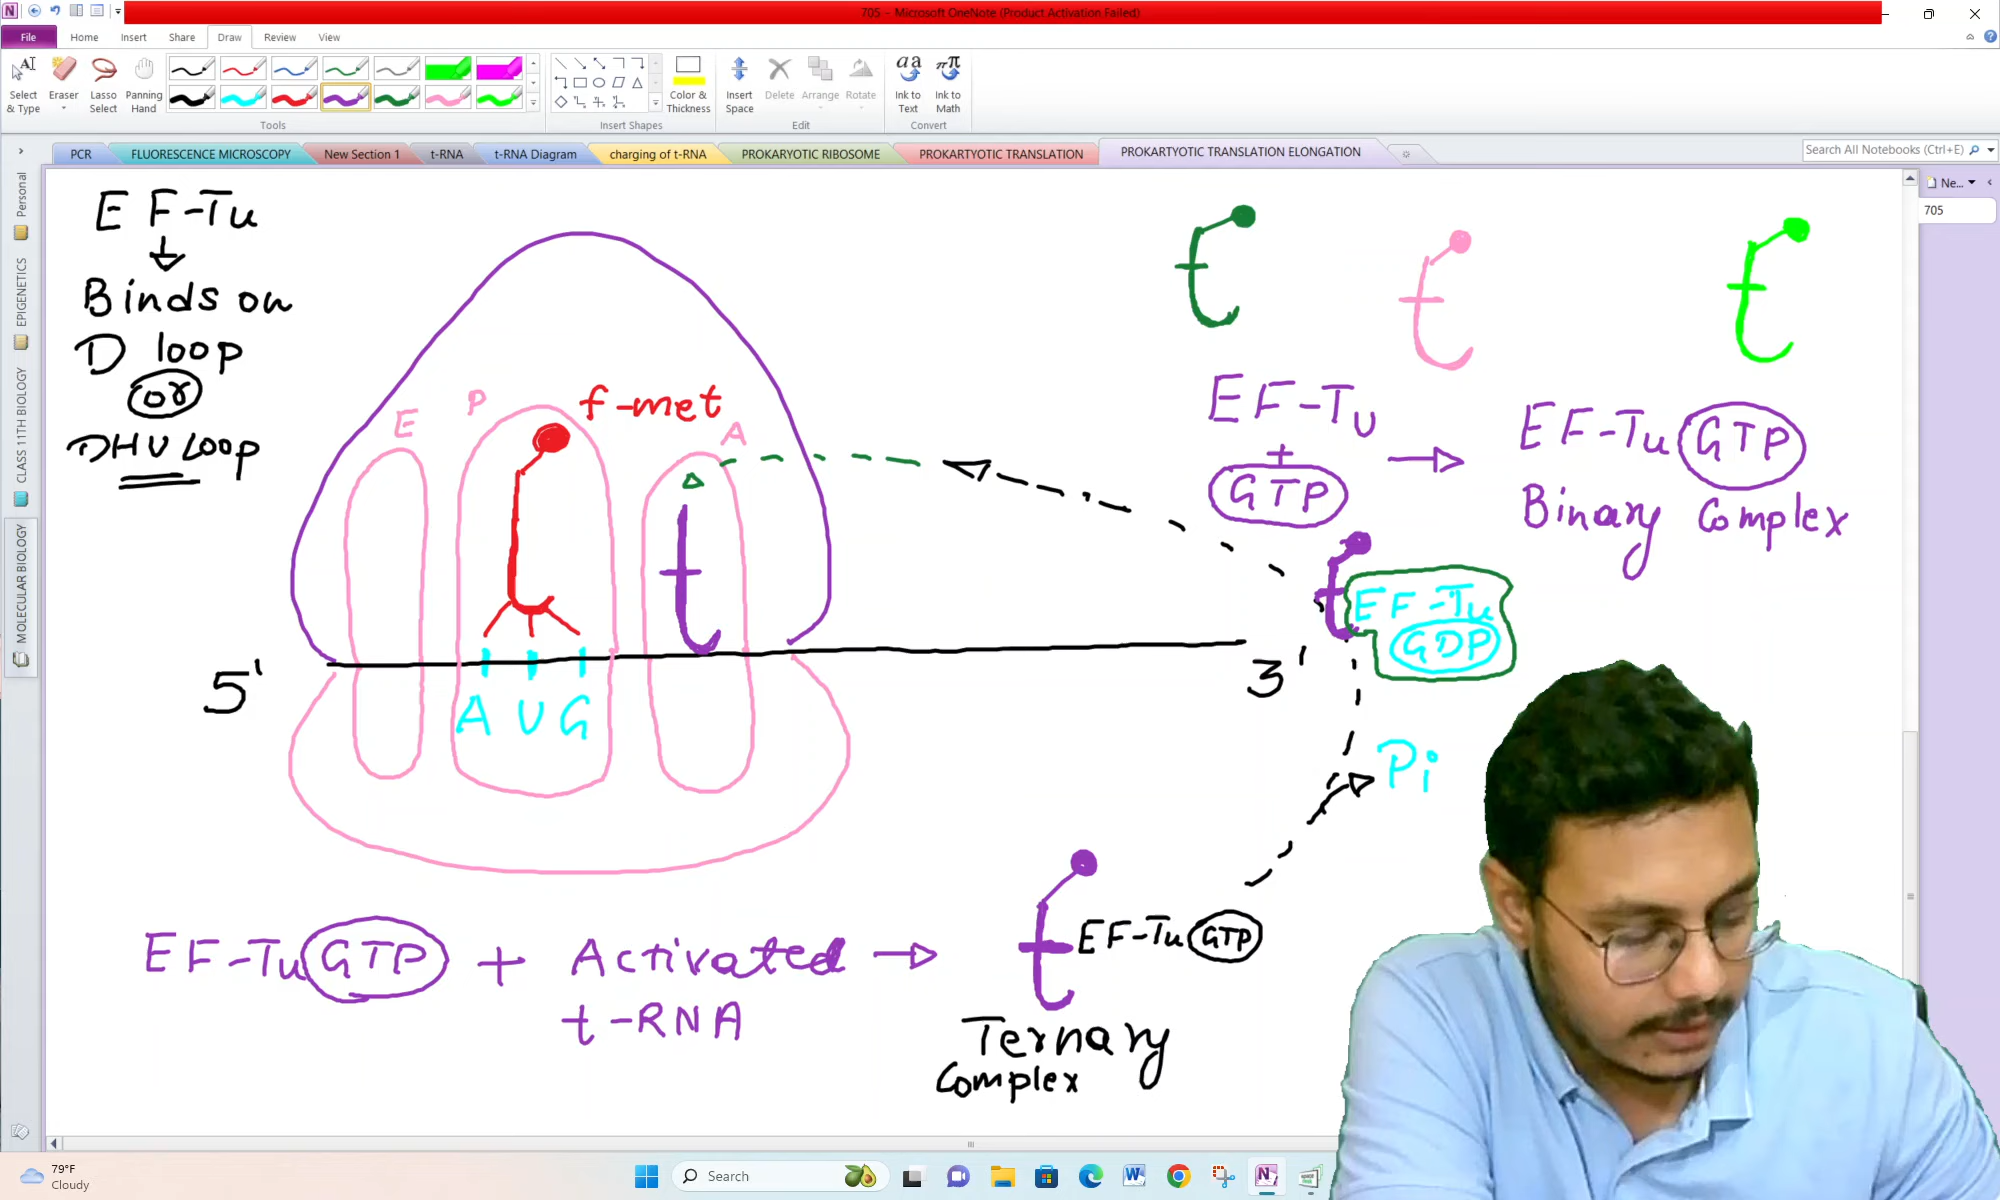 705 - Microsoft OneNote (Product Activation Failed)
File Home Insert Share Draw Review View
Select & Type
Eraser
Lasso Select
Panning Hand
Tools
Insert Shapes
Color & Thickness
Insert Space
Delete
Arrange
Rotate
Edit
Ink to Text
Ink to Math
Convert
PCR
FLUORESCENCE MICROSCOPY
New Section 1
t-RNA
t-RNA Diagram
charging of t-RNA
PROKARYOTIC RIBOSOME
PROKARTYOTIC TRANSLATION
PROKARTYOTIC TRANSLATION ELONGATION
Search All Notebooks (Ctrl+E)
Ne...
705
Personal
EPIGENETICS
CLASS 11TH BIOLOGY
MOLECULAR BIOLOGY
EF-Tu
Binds on
D loop
or
DHU Loop
E
P
f-met
A
5'
A U G
3'
EF-Tu
+
GTP
EF-Tu GTP
Binary Complex
EF-Tu
GDP
Pi
EF-Tu GTP + Activated
t-RNA
EF-Tu GTP
Ternary
Complex
79°F
Cloudy
Search